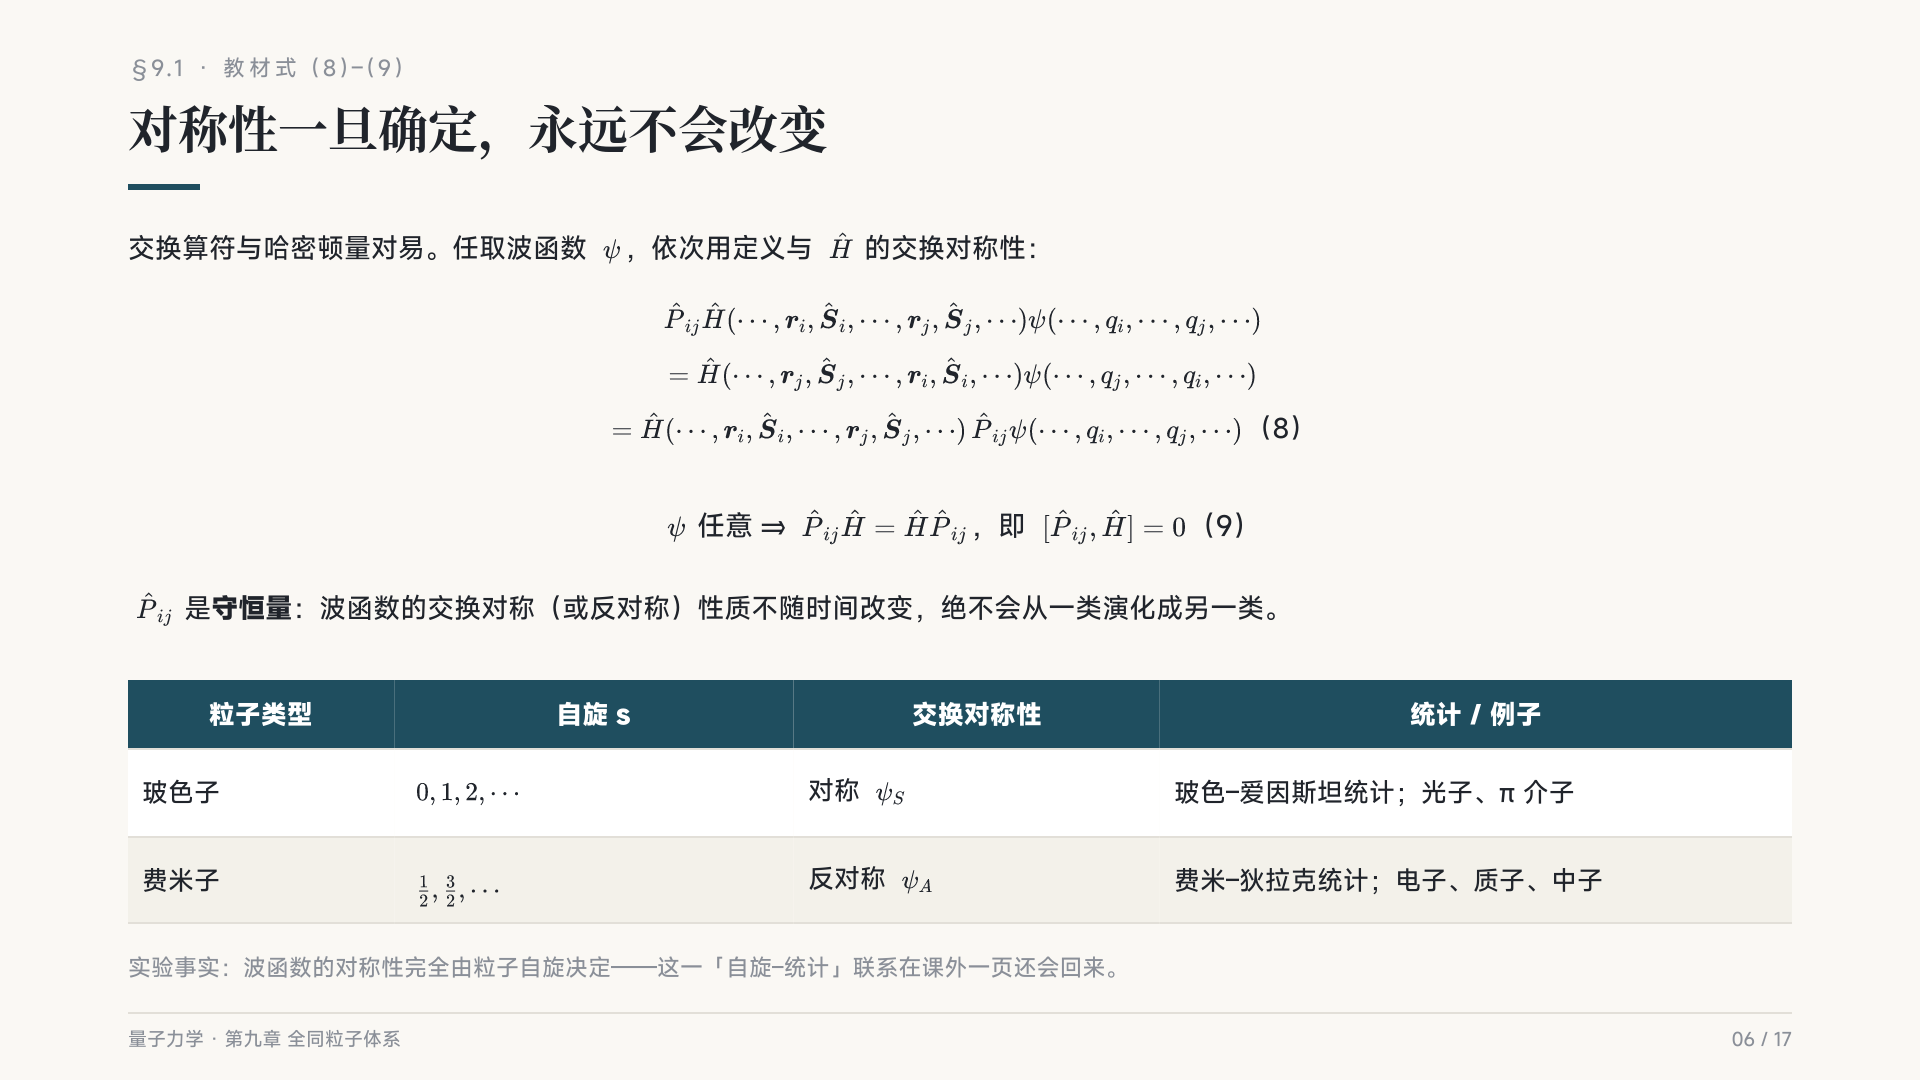 §9.1 · 教材式 (8)–(9)
对称性一旦确定，永远不会改变
交换算符与哈密顿量对易。任取波函数 ψ，依次用定义与 Ĥ 的交换对称性：
P̂ᵢⱼĤ(⋯, 𝒓ᵢ, Ŝᵢ, ⋯, 𝒓ⱼ, Ŝⱼ, ⋯)ψ(⋯, qᵢ, ⋯, qⱼ, ⋯)
= Ĥ(⋯, 𝒓ⱼ, Ŝⱼ, ⋯, 𝒓ᵢ, Ŝᵢ, ⋯)ψ(⋯, qⱼ, ⋯, qᵢ, ⋯)
= Ĥ(⋯, 𝒓ᵢ, Ŝᵢ, ⋯, 𝒓ⱼ, Ŝⱼ, ⋯) P̂ᵢⱼψ(⋯, qᵢ, ⋯, qⱼ, ⋯) (8)
ψ 任意 ⇒ P̂ᵢⱼĤ = ĤP̂ᵢⱼ，即 [P̂ᵢⱼ, Ĥ] = 0 (9)
P̂ᵢⱼ 是守恒量：波函数的交换对称（或反对称）性质不随时间改变，绝不会从一类演化成另一类。
粒子类型 自旋 s 交换对称性 统计 / 例子
玻色子 0, 1, 2, ⋯ 对称 ψ_S 玻色–爱因斯坦统计；光子、π 介子
费米子 1/2, 3/2, ⋯ 反对称 ψ_A 费米–狄拉克统计；电子、质子、中子
实验事实：波函数的对称性完全由粒子自旋决定——这一「自旋–统计」联系在课外一页还会回来。
量子力学 · 第九章 全同粒子体系
06 / 17